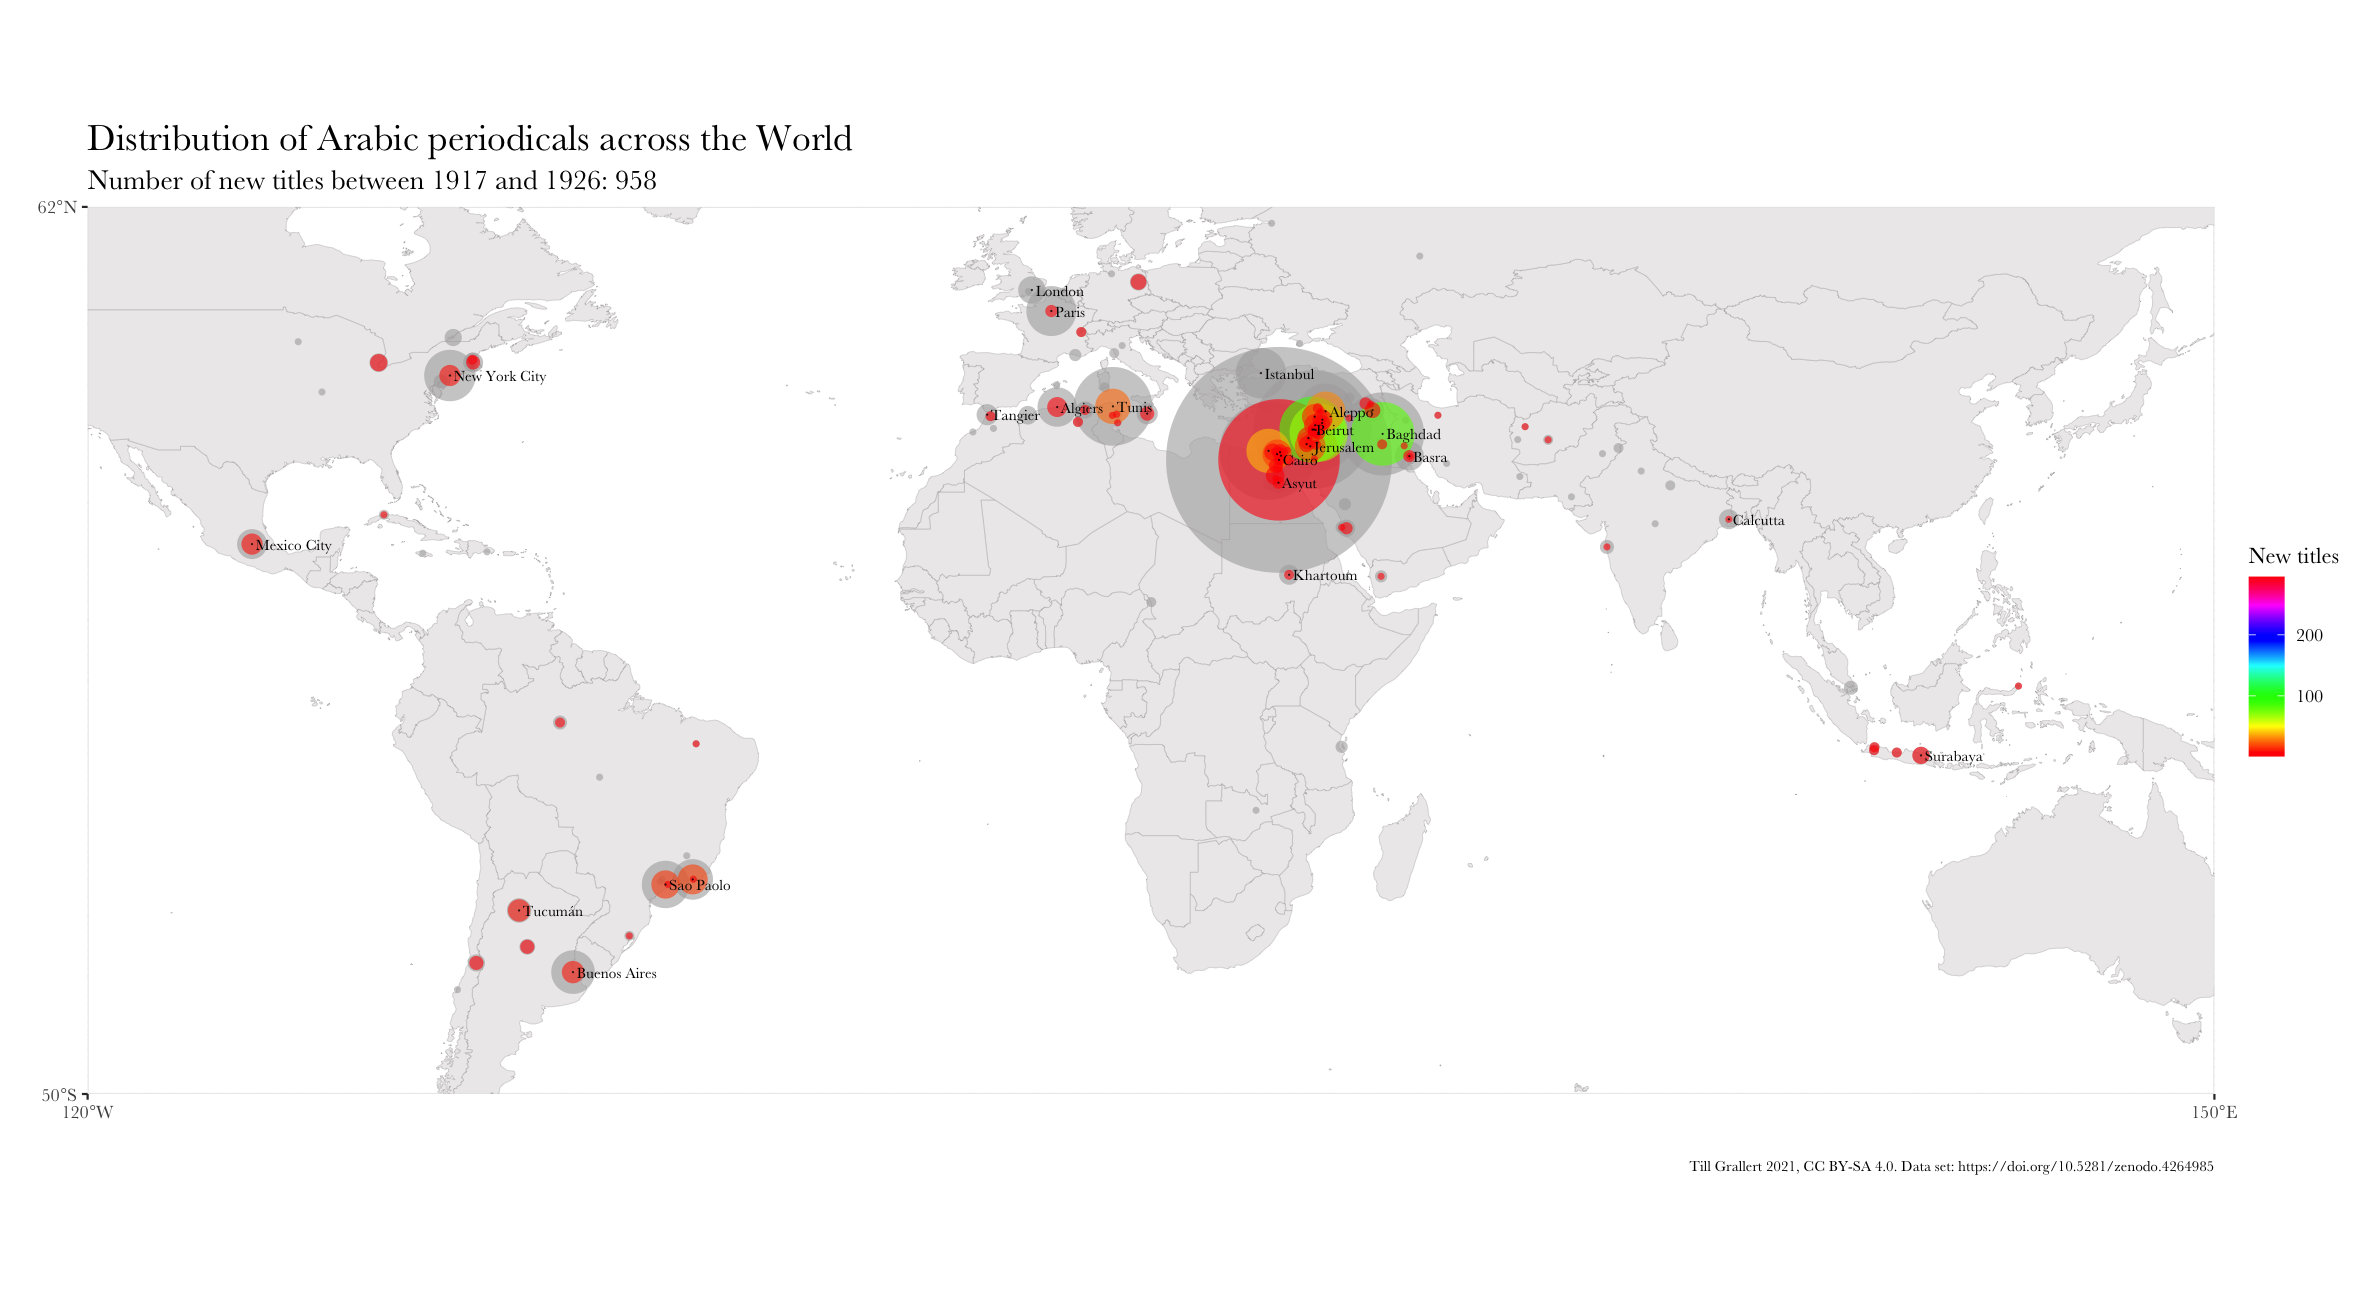 Distribution of Arabic periodicals across the World
Number of new titles between 1917 and 1926: 958
62°N
London
Paris
Istanbul
New York City
Tangier
Algiers
Tunis
Aleppo
Beirut
Baghdad
Jerusalem
Cairo
Basra
Asyut
Mexico City
Calcutta
Khartoum
New titles
200
100
Surabaya
Sao Paolo
Tucumán
Buenos Aires
50°S
120°W
150°E
Till Grallert 2021, CC BY-SA 4.0. Data set: https://doi.org/10.5281/zenodo.4264985